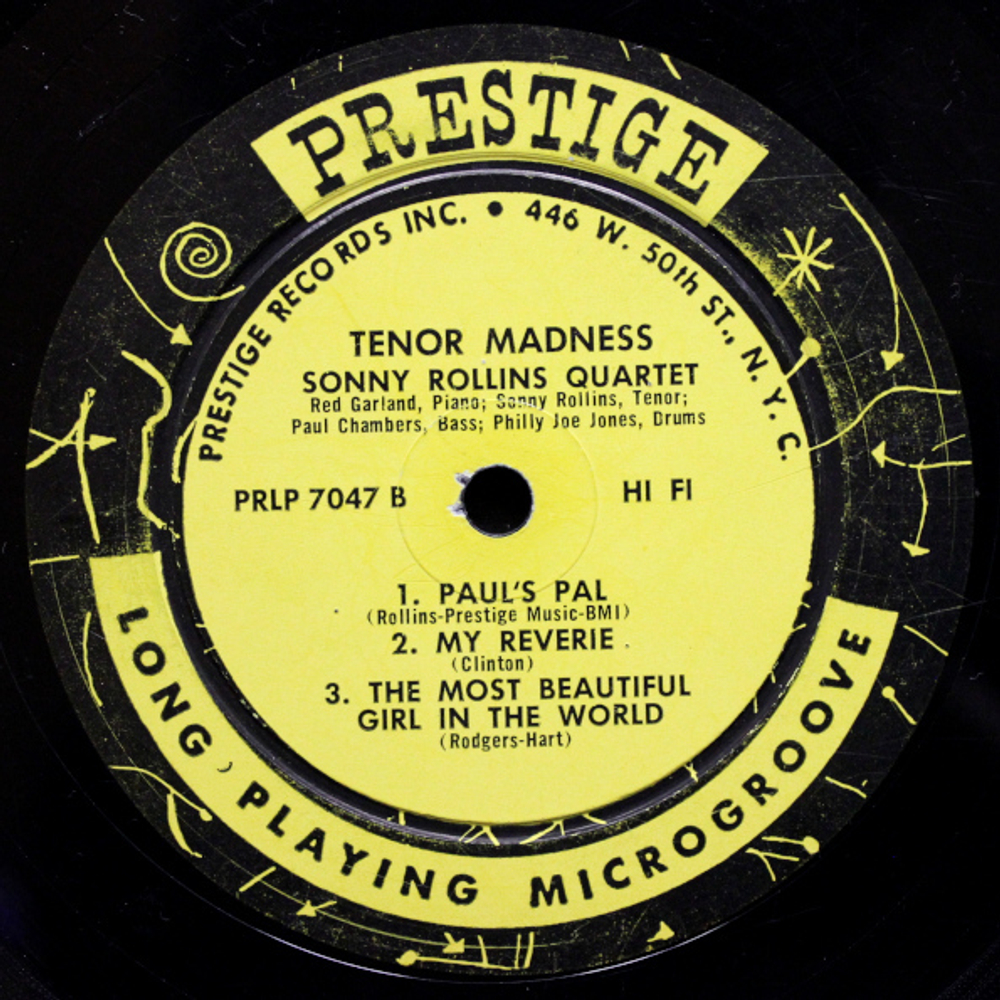 PRESTIGE
PRESTIGE RECORDS INC. • 446 W. 50th ST., N. Y. C.
TENOR MADNESS
SONNY ROLLINS QUARTET
Red Garland, Piano; Sonny Rollins, Tenor;
Paul Chambers, Bass; Philly Joe Jones, Drums
PRLP 7047 B HI FI
1. PAUL'S PAL
(Rollins-Prestige Music-BMI)
2. MY REVERIE
(Clinton)
3. THE MOST BEAUTIFUL
GIRL IN THE WORLD
(Rodgers-Hart)
LONG PLAYING MICROGROOVE